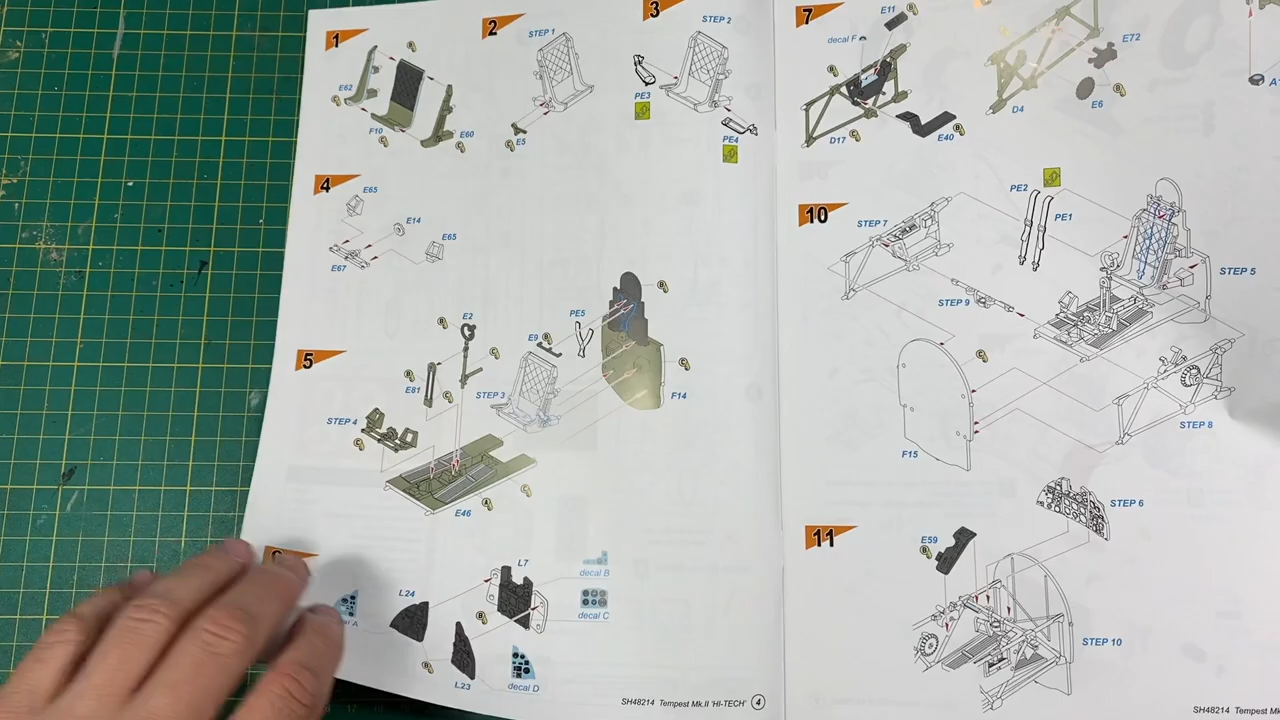 1
E62
F10
E60
C
C
B
B
2
STEP 1
E5
C
3
STEP 2
PE3
PE4
4
E65
E14
E65
E67
5
E2
B
C
E9
B
PE5
B
B
E81
C
STEP 3
F14
C
STEP 4
C
E46
A
C
L7
decal B
L24
decal C
B
B
L23
decal D
SH48214 Tempest Mk.II 'HI-TECH' 4
7
E11
B
decal F
B
D17
C
E40
B
E72
D4
E6
B
10
STEP 7
PE2
PE1
STEP 5
STEP 9
C
F15
STEP 8
11
E59
B
STEP 6
STEP 10
SH48214 Tempest Mk